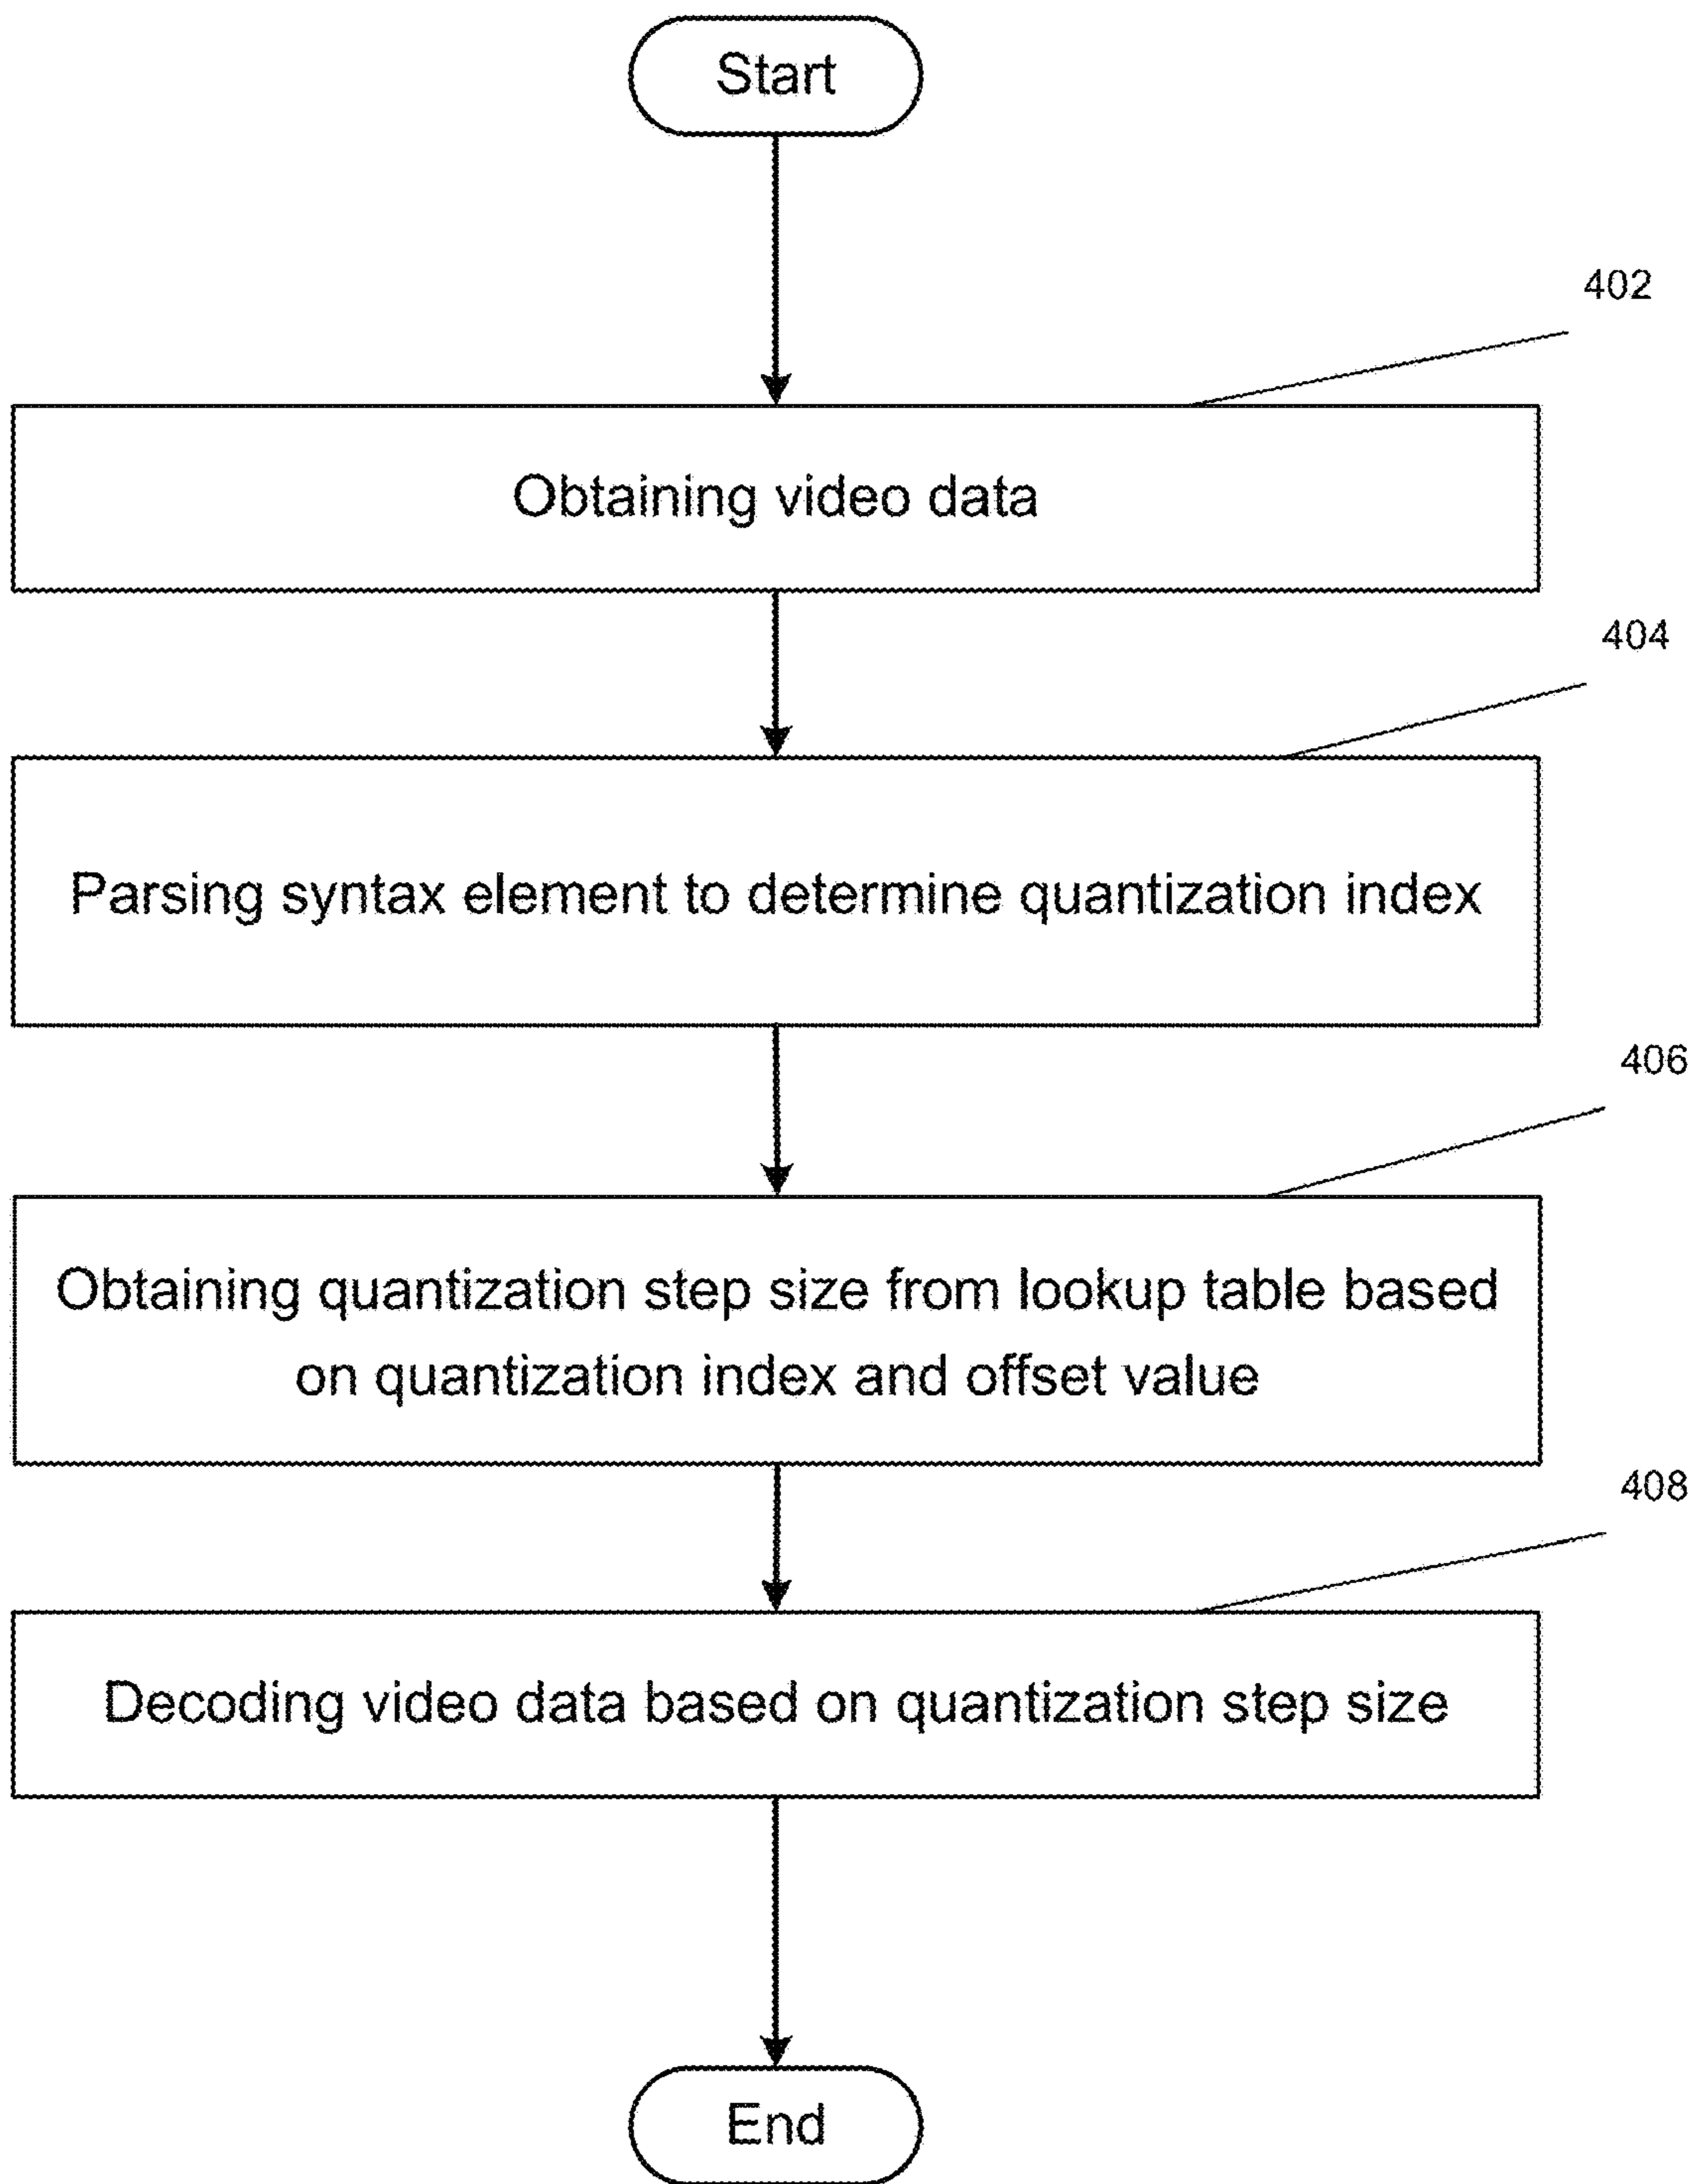 Start
402
Obtaining video data
404
Parsing syntax element to determine quantization index
406
Obtaining quantization step size from lookup table based
on quantization index and offset value
408
Decoding video data based on quantization step size
End